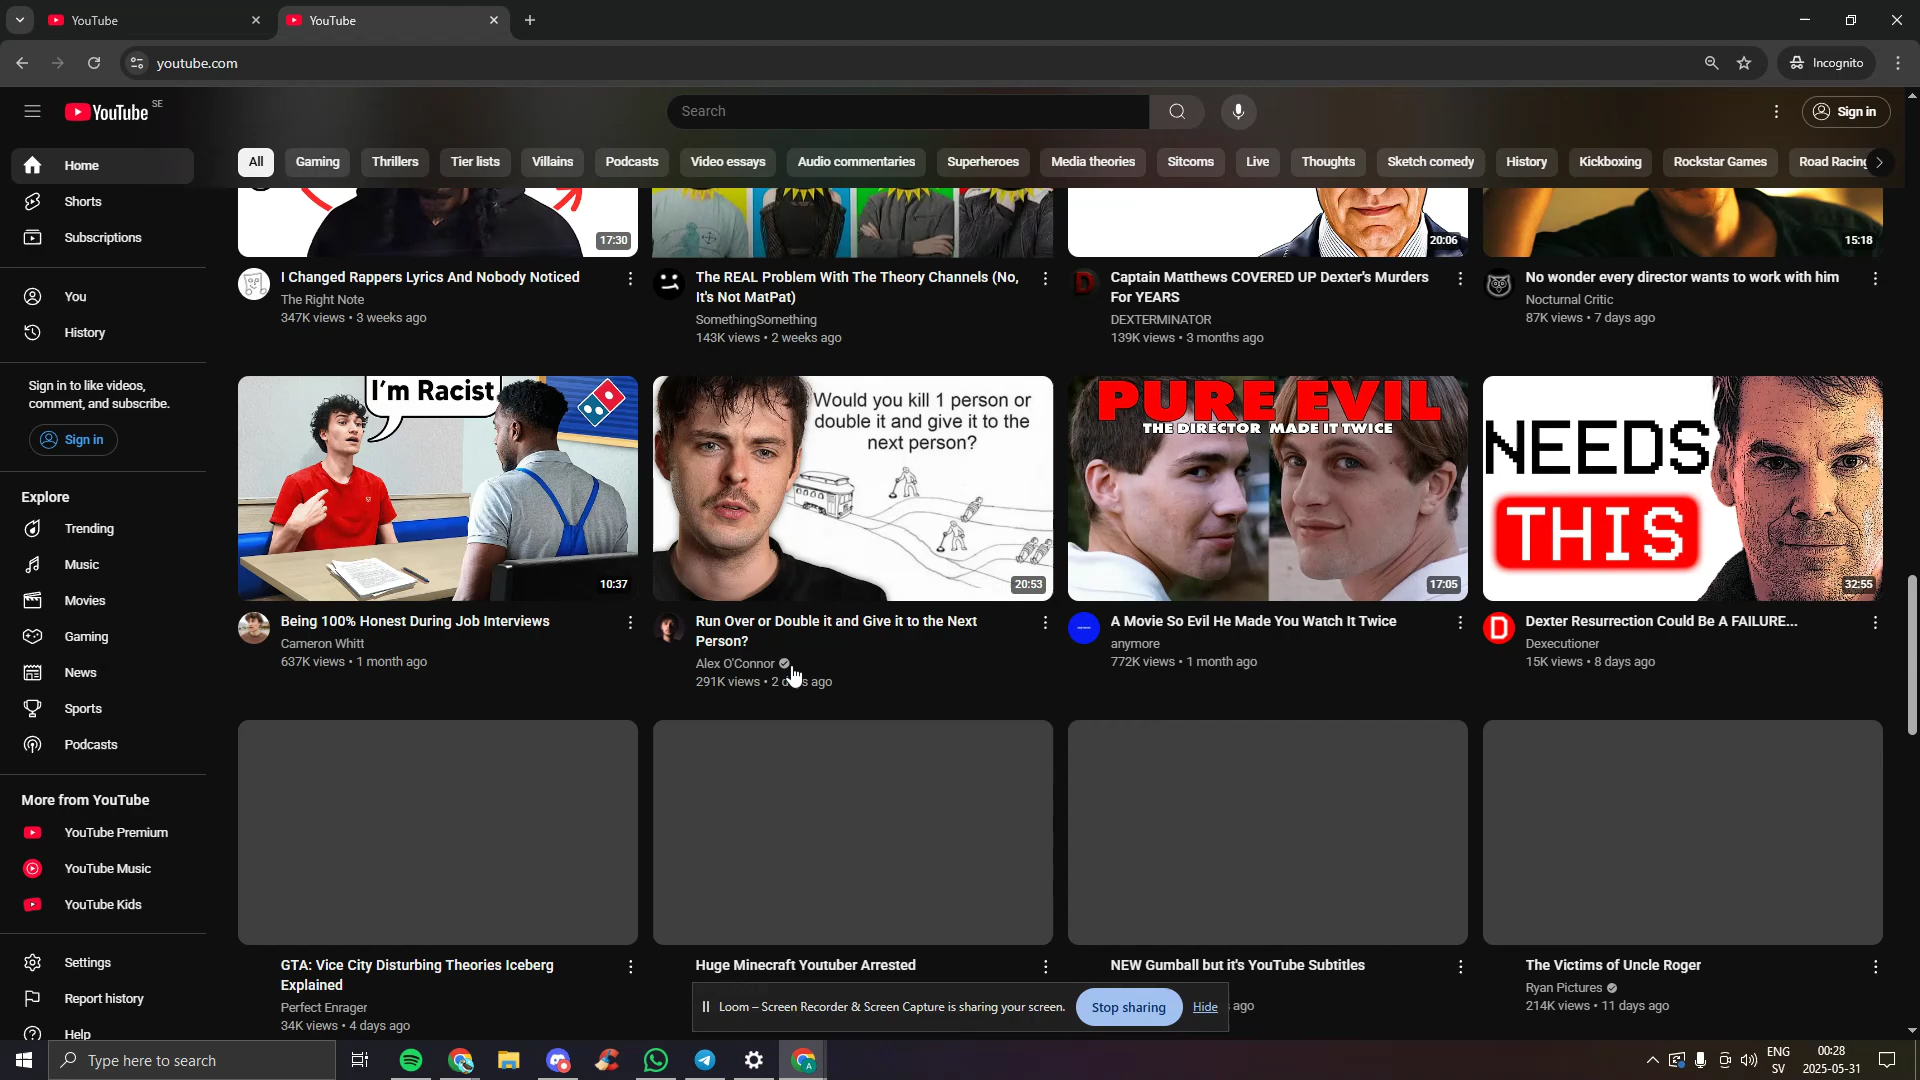 YouTube
YouTube
youtube.com
Incognito
YouTube SE
Search
Sign in
All
Gaming
Thrillers
Tier lists
Villains
Podcasts
Video essays
Audio commentaries
Superheroes
Media theories
Sitcoms
Live
Thoughts
Sketch comedy
History
Kickboxing
Rockstar Games
Road Racing
Home
Shorts
Subscriptions
You
History
Sign in to like videos,
comment, and subscribe.
Sign in
Explore
Trending
Music
Movies
Gaming
News
Sports
Podcasts
More from YouTube
YouTube Premium
YouTube Music
YouTube Kids
Settings
Report history
Help
17:30
20:06
15:18
I Changed Rappers Lyrics And Nobody Noticed
The Right Note
347K views • 3 weeks ago
The REAL Problem With The Theory Channels (No,
It's Not MatPat)
SomethingSomething
143K views • 2 weeks ago
Captain Matthews COVERED UP Dexter's Murders
For YEARS
DEXTERMINATOR
139K views • 3 months ago
No wonder every director wants to work with him
Nocturnal Critic
87K views • 7 days ago
I'm Racist
10:37
Would you kill 1 person or
double it and give it to the
next person?
20:53
PURE EVIL
THE DIRECTOR MADE IT TWICE
17:05
NEEDS
THIS
32:55
Being 100% Honest During Job Interviews
Cameron Whitt
637K views • 1 month ago
Run Over or Double it and Give it to the Next
Person?
Alex O'Connor
291K views • 2 days ago
A Movie So Evil He Made You Watch It Twice
anymore
772K views • 1 month ago
Dexter Resurrection Could Be A FAILURE...
Dexecutioner
15K views • 8 days ago
GTA: Vice City Disturbing Theories Iceberg
Explained
Perfect Enrager
34K views • 4 days ago
Huge Minecraft Youtuber Arrested
NEW Gumball but it's YouTube Subtitles
ago
The Victims of Uncle Roger
Ryan Pictures
214K views • 11 days ago
Loom – Screen Recorder & Screen Capture is sharing your screen.
Stop sharing
Hide
Type here to search
ENG
SV
00:28
2025-05-31